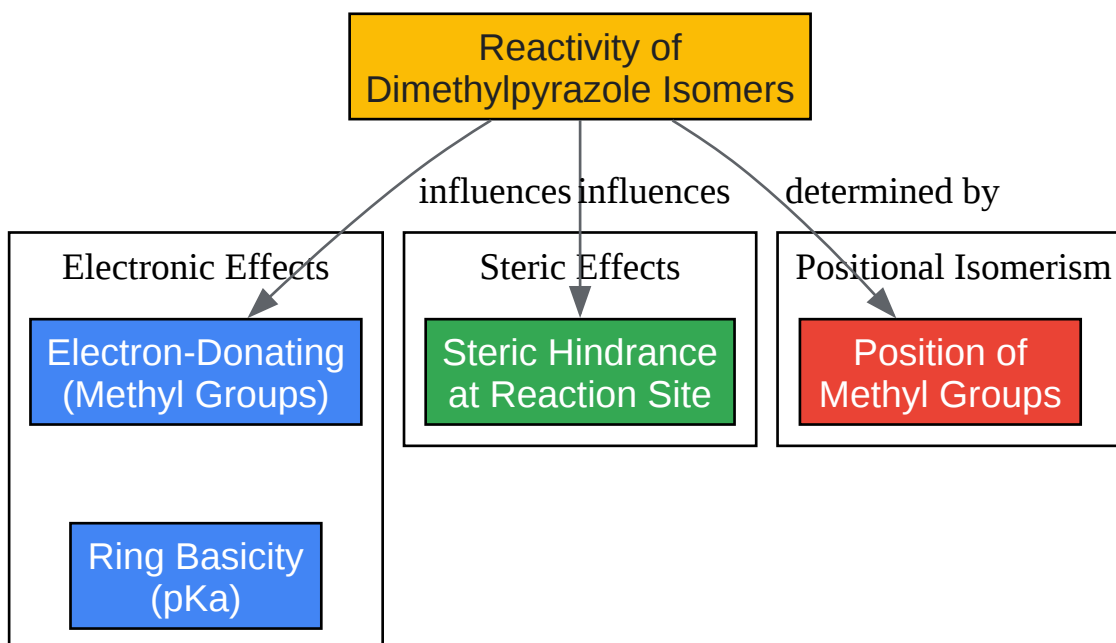 Reactivity of
Dimethylpyrazole Isomers
influences
influences
determined by
Electronic Effects
Electron-Donating
(Methyl Groups)
Ring Basicity
(pKa)
Steric Effects
Steric Hindrance
at Reaction Site
Positional Isomerism
Position of
Methyl Groups